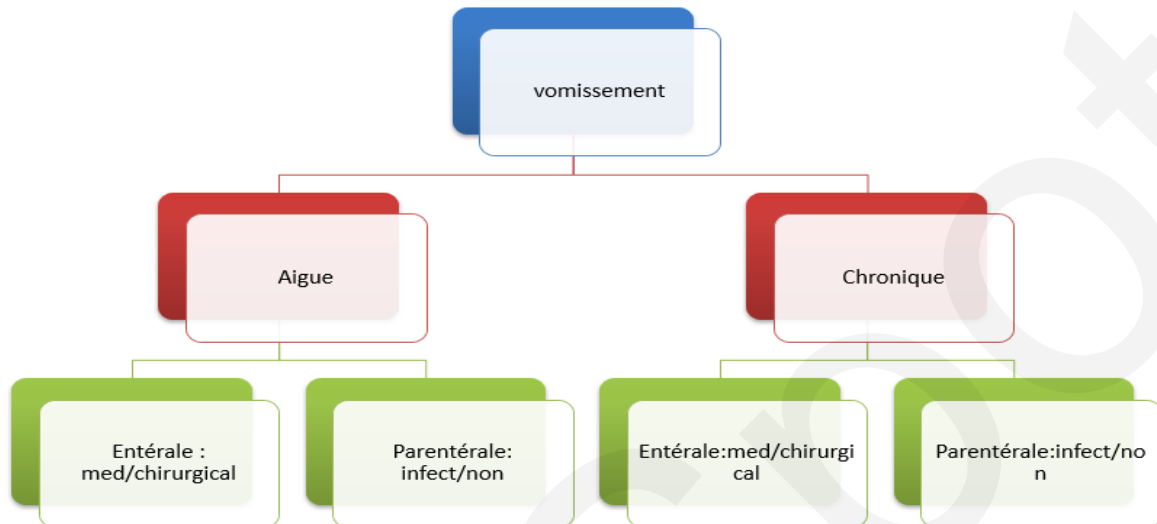 vomissement
Aigue
Chronique
Entérale :
med/chirurgical
Parentérale:
infect/non
Entérale:med/chirurgi
cal
Parentérale:infect/no
n